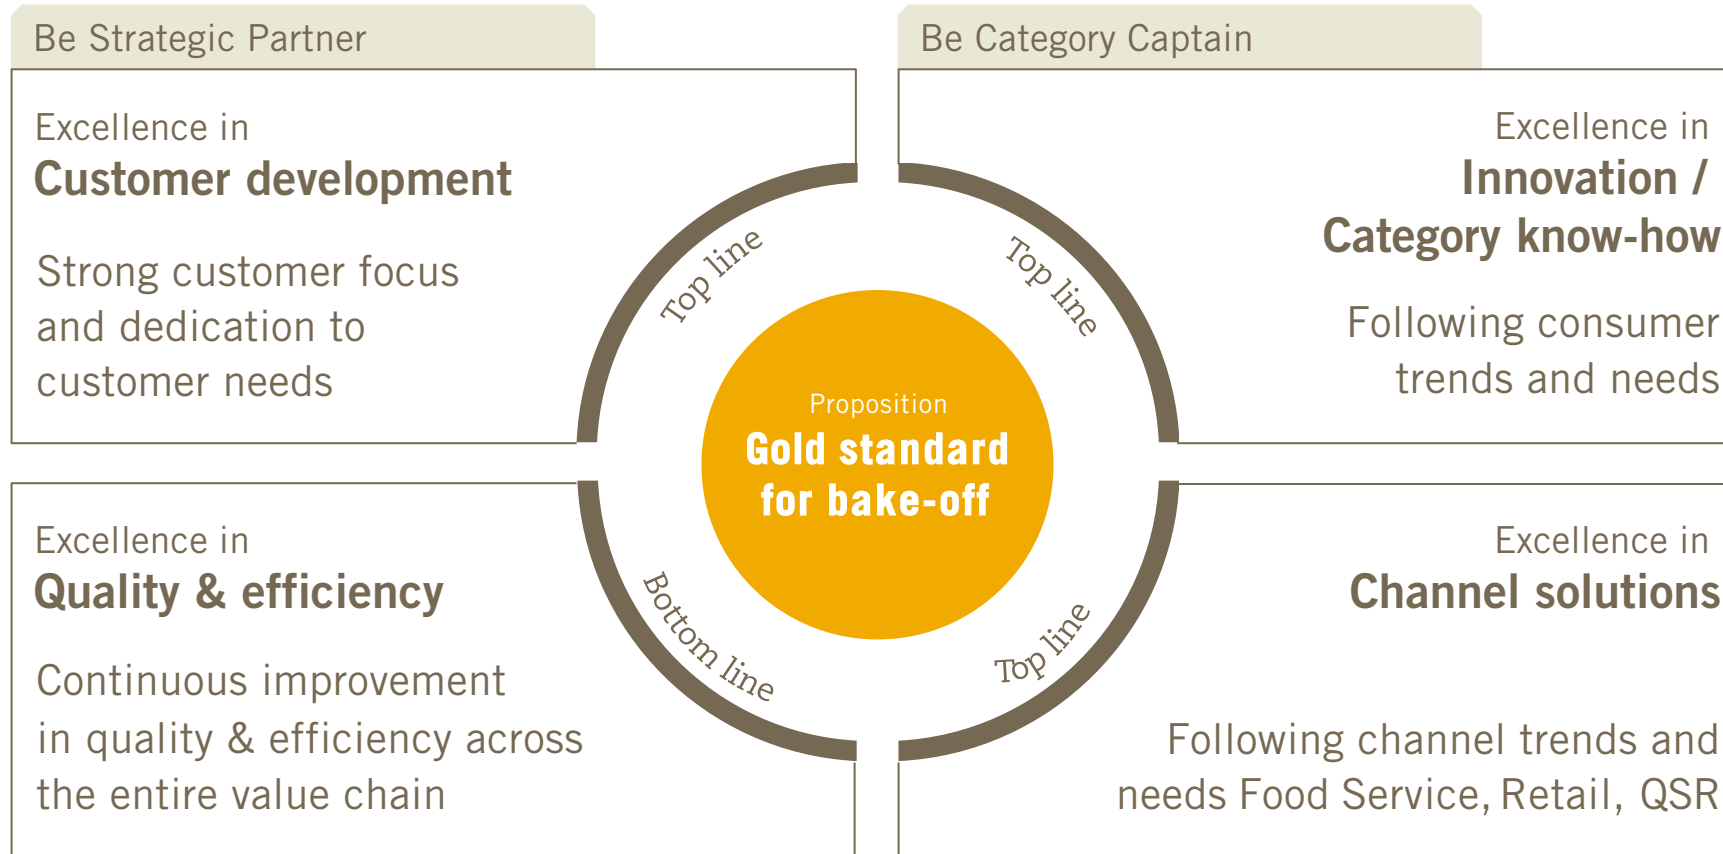 Be Strategic Partner
Excellence in
Customer development
Strong customer focus
and dedication to
customer needs
Top line
Be Category Captain
Excellence in
Innovation /
Category know-how
Following consumer
trends and needs
Top line
Proposition
Gold standard
for bake-off
Excellence in
Quality & efficiency
Continuous improvement
in quality & efficiency across
the entire value chain
Bottom line
Excellence in
Channel solutions
Following channel trends and
needs Food Service, Retail, QSR
Top line